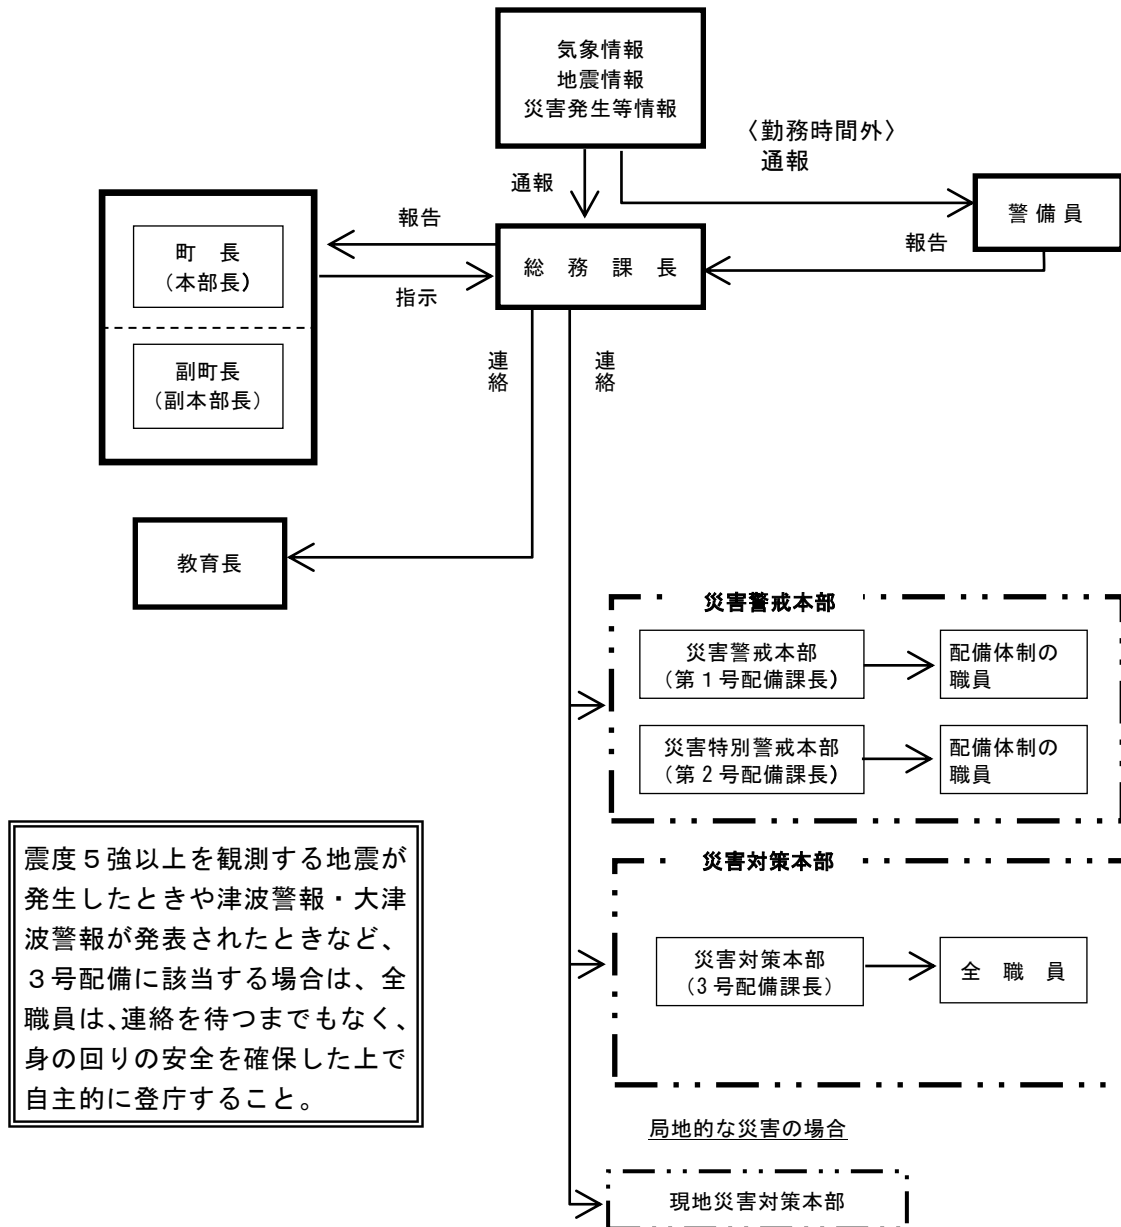 気象情報
地震情報
災害発生等情報
〈勤務時間外〉
通報
通報
警備員
報告
報告
町　長
（本部長）
総　務　課　長
指示
副町長
（副本部長）
連絡
連絡
教育長
災害警戒本部
災害警戒本部
（第１号配備課長）
配備体制の
職員
災害特別警戒本部
（第２号配備課長）
配備体制の
職員
災害対策本部
災害対策本部
（３号配備課長）
全　職　員
震度５強以上を観測する地震が
発生したときや津波警報・大津
波警報が発表されたときなど、
３号配備に該当する場合は、全
職員は、連絡を待つまでもなく、
身の回りの安全を確保した上で
自主的に登庁すること。
局地的な災害の場合
現地災害対策本部